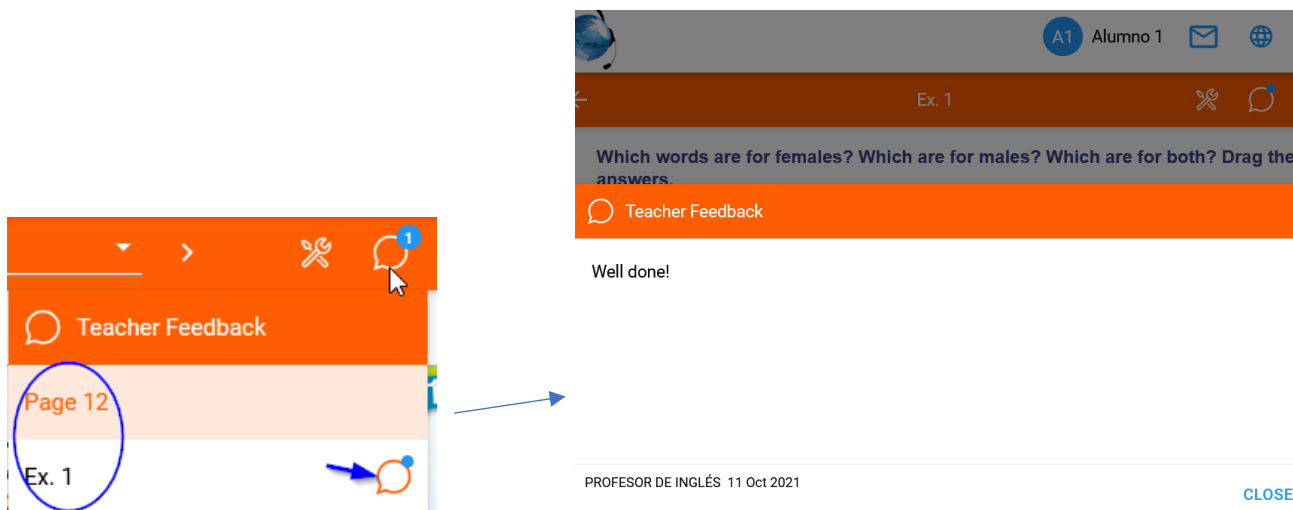 1
Teacher Feedback
Page 12
Ex. 1
A1 Alumno 1
Ex. 1
Which words are for females? Which are for males? Which are for both? Drag the
answers.
Teacher Feedback
Well done!
PROFESOR DE INGLÉS 11 Oct 2021
CLOSE